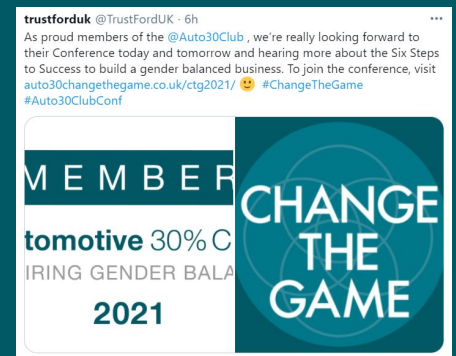 trustforduk @TrustFordUK · 6h
As proud members of the @Auto30Club , we're really looking forward to
their Conference today and tomorrow and hearing more about the Six Steps
to Success to build a gender balanced business. To join the conference, visit
auto30changethegame.co.uk/ctg2021/ 🙂 #ChangeTheGame
#Auto30ClubConf
MEMBER
tomotive 30% C
IRING GENDER BALA
2021
CHANGE
THE
GAME